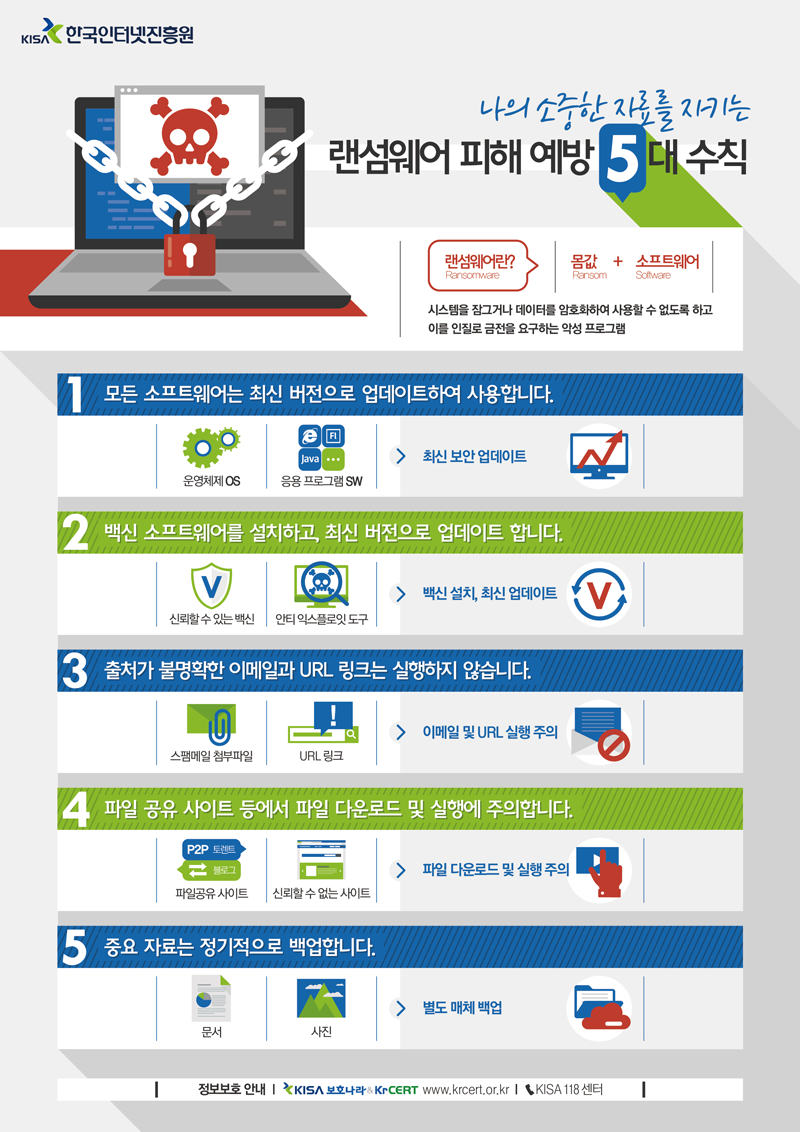 KISA 한국인터넷진흥원
나의 소중한 자료를 지키는
랜섬웨어 피해 예방 5대 수칙
랜섬웨어란?
Ransomware
몸값 + 소프트웨어
Ransom Software
시스템을 잠그거나 데이터를 암호화하여 사용할 수 없도록 하고
이를 인질로 금전을 요구하는 악성 프로그램
1 모든 소프트웨어는 최신 버전으로 업데이트하여 사용합니다.
Fl
Java
운영체제 OS
응용 프로그램 SW
최신 보안 업데이트
2 백신 소프트웨어를 설치하고, 최신 버전으로 업데이트 합니다.
V
신뢰할 수 있는 백신
안티 익스플로잇 도구
백신 설치, 최신 업데이트
V
3 출처가 불명확한 이메일과 URL 링크는 실행하지 않습니다.
!
스팸메일 첨부파일
URL 링크
이메일 및 URL 실행 주의
4 파일 공유 사이트 등에서 파일 다운로드 및 실행에 주의합니다.
P2P 토렌트
블로그
파일공유 사이트
신뢰할 수 없는 사이트
파일 다운로드 및 실행 주의
5 중요 자료는 정기적으로 백업합니다.
문서
사진
별도 매체 백업
정보보호 안내 | KISA 보호나라&KrCERT www.krcert.or.kr | KISA 118 센터